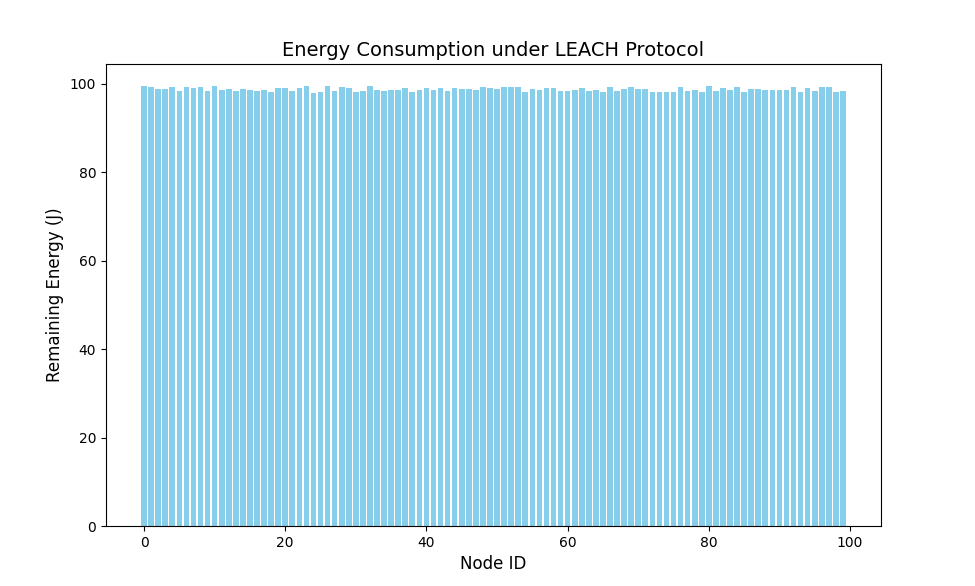 Energy Consumption under LEACH Protocol
Remaining Energy (J)
100
80
60
40
20
0
0 20 40 60 80 100
Node ID